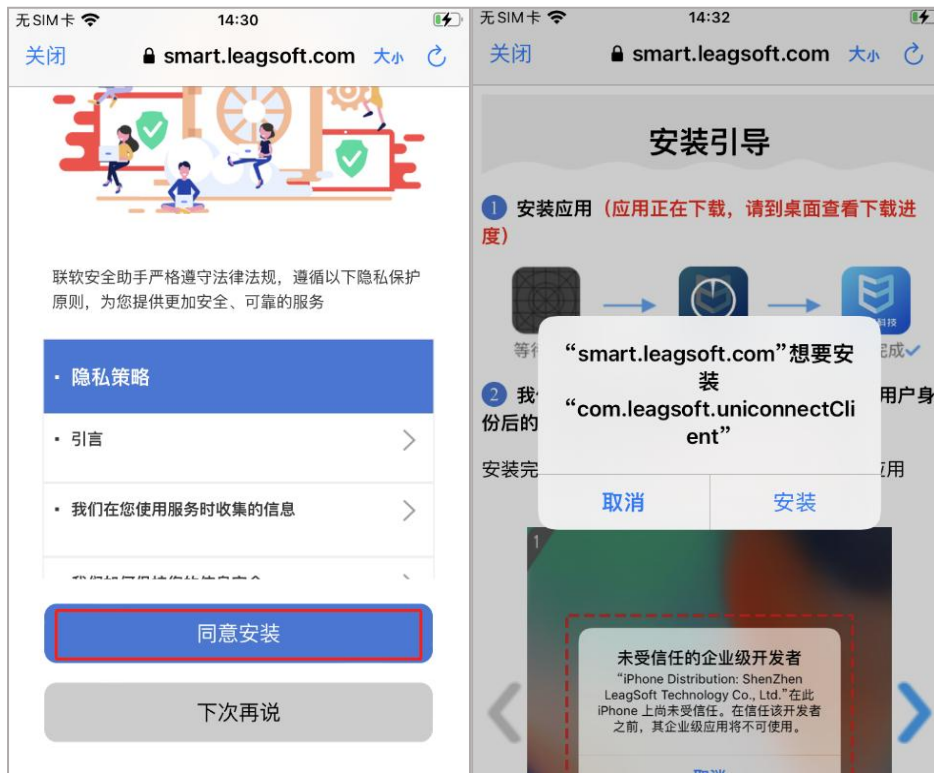 无SIM卡
14:30
关闭
smart.leagsoft.com
大小
联软安全助手严格遵守法律法规，遵循以下隐私保护
原则，为您提供更加安全、可靠的服务
· 隐私策略
· 引言
· 我们在您使用服务时收集的信息
同意安装
下次再说
无SIM卡
14:32
关闭
smart.leagsoft.com
大小
安装引导
1 安装应用（应用正在下载，请到桌面查看下载进
度）
科技
等
完成
“smart.leagsoft.com”想要安
装
“com.leagsoft.uniconnectCli
ent”
取消
安装
2 我
用户身
份后的
安装完
应用
1
未受信任的企业级开发者
“iPhone Distribution: ShenZhen
LeagSoft Technology Co., Ltd.”在此
iPhone 上尚未受信任。在信任该开发者
之前，其企业级应用将不可使用。